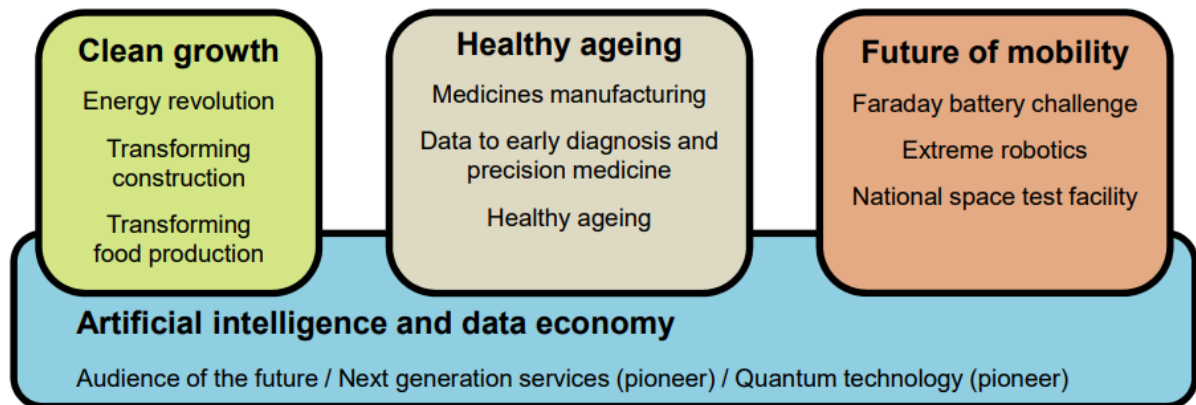 Clean growth
Energy revolution
Transforming
construction
Transforming
food production
Healthy ageing
Medicines manufacturing
Data to early diagnosis and
precision medicine
Healthy ageing
Future of mobility
Faraday battery challenge
Extreme robotics
National space test facility
Artificial intelligence and data economy
Audience of the future / Next generation services (pioneer) / Quantum technology (pioneer)